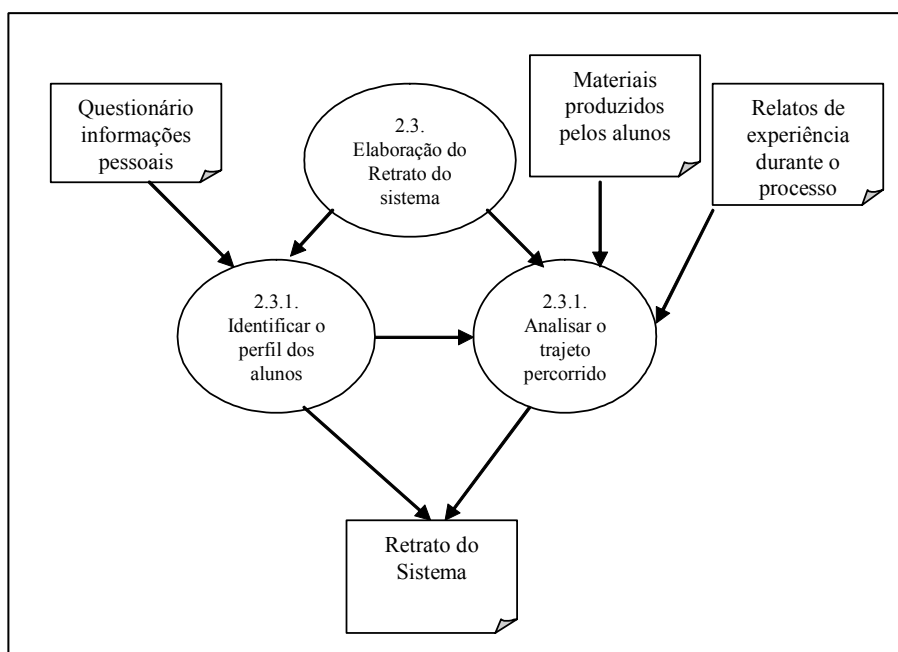 Questionário
informações
pessoais
2.3.
Elaboração do
Retrato do
sistema
Materiais
produzidos
pelos alunos
Relatos de
experiência
durante o
processo
2.3.1.
Identificar o
perfil dos
alunos
2.3.1.
Analisar o
trajeto
percorrido
Retrato do
Sistema